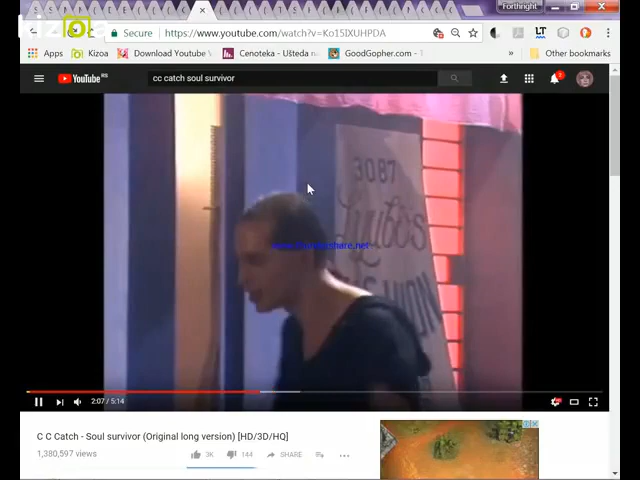 kizoa
Forthright
Secure
https://www.youtube.com/watch?v=Ko15lXUHPDA
LT
Apps
Kizoa
Download Youtube V
Cenoteka - Ušteda n
GoodGopher.com - T
»
Other bookmarks
YouTube RS
cc catch soul survivor
3087
2:07 / 5:14
C C Catch - Soul survivor (Original long version) [HD/3D/HQ]
1,380,597 views
3K
144
SHARE